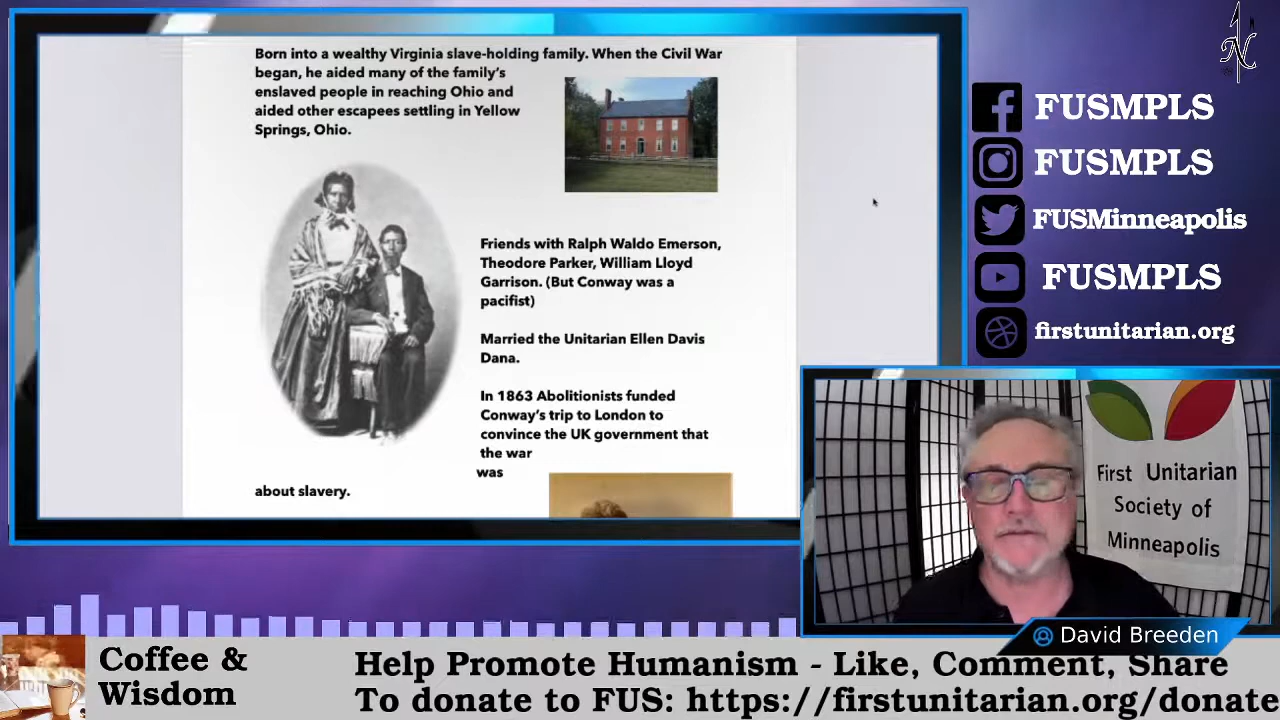 Born into a wealthy Virginia slave-holding family. When the Civil War
began, he aided many of the family's
enslaved people in reaching Ohio and
aided other escapees settling in Yellow
Springs, Ohio.
Friends with Ralph Waldo Emerson,
Theodore Parker, William Lloyd
Garrison. (But Conway was a
pacifist)
Married the Unitarian Ellen Davis
Dana.
In 1863 Abolitionists funded
Conway's trip to London to
convince the UK government that
the war
was
about slavery.
FUSMPLS
FUSMPLS
FUSMinneapolis
FUSMPLS
firstunitarian.org
First Unitarian
Society of
Minneapolis
David Breeden
Coffee &
Wisdom
Help Promote Humanism - Like, Comment, Share
To donate to FUS: https://firstunitarian.org/donate